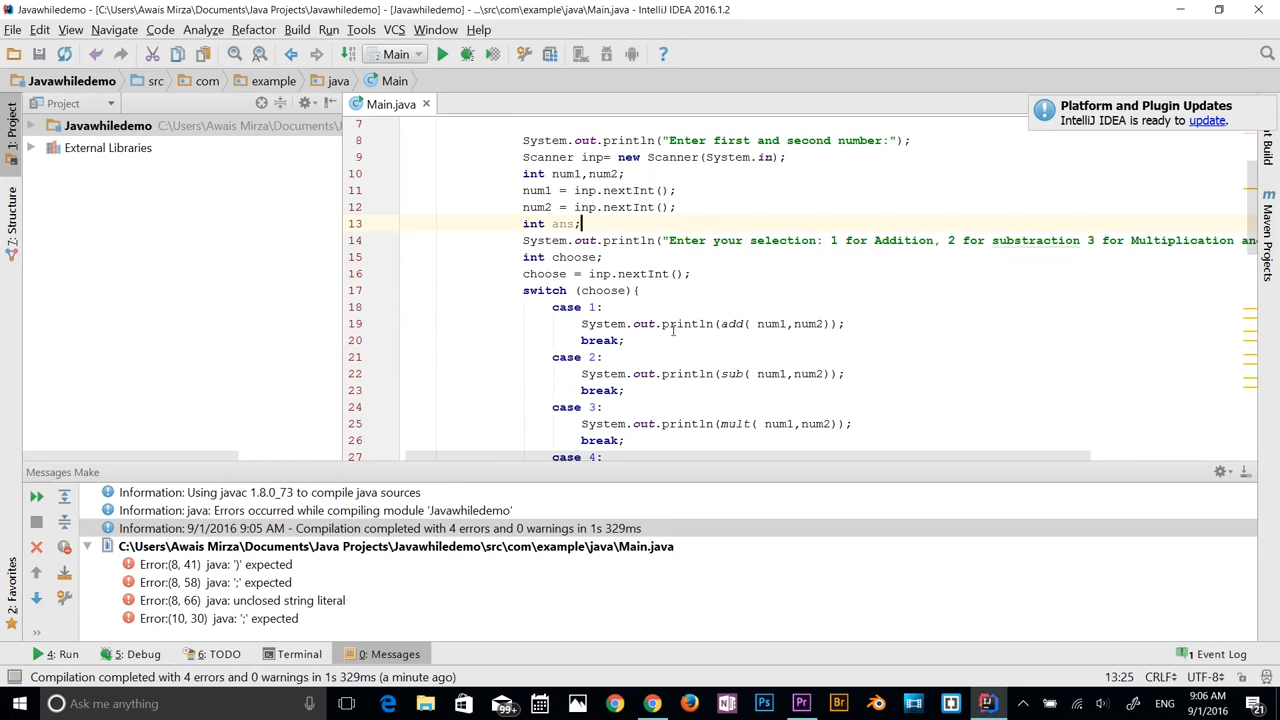 Javawhiledemo - [C:\Users\Awais Mirza\Documents\Java Projects\Javawhiledemo] - [Javawhiledemo] - ...\src\com\example\java\Main.java - IntelliJ IDEA 2016.1.2
File Edit View Navigate Code Analyze Refactor Build Run Tools VCS Window Help
Main
Javawhiledemo src com example java Main
Project
Main.java
Platform and Plugin Updates
IntelliJ IDEA is ready to update.
Javawhiledemo C:\Users\Awais Mirza\Documents\
External Libraries
1: Project
7: Structure
2: Favorites
Build
Maven Projects
7
8 System.out.println("Enter first and second number:");
9 Scanner inp= new Scanner(System.in);
10 int num1,num2;
11 num1 = inp.nextInt();
12 num2 = inp.nextInt();
13 int ans;
14 System.out.println("Enter your selection: 1 for Addition, 2 for substraction 3 for Multiplication an
15 int choose;
16 choose = inp.nextInt();
17 switch (choose){
18 case 1:
19 System.out.println(add( num1,num2));
20 break;
21 case 2:
22 System.out.println(sub( num1,num2));
23 break;
24 case 3:
25 System.out.println(mult( num1,num2));
26 break;
27 case 4:
Messages Make
Information: Using javac 1.8.0_73 to compile java sources
Information: java: Errors occurred while compiling module 'Javawhiledemo'
Information: 9/1/2016 9:05 AM - Compilation completed with 4 errors and 0 warnings in 1s 329ms
C:\Users\Awais Mirza\Documents\Java Projects\Javawhiledemo\src\com\example\java\Main.java
Error:(8, 41) java: ')' expected
Error:(8, 58) java: ';' expected
Error:(8, 66) java: unclosed string literal
Error:(10, 30) java: ';' expected
4: Run 5: Debug 6: TODO Terminal 0: Messages 1 Event Log
Compilation completed with 4 errors and 0 warnings in 1s 329ms (a minute ago) 13:25 CRLF UTF-8
Ask me anything
99+
9:06 AM
9/1/2016
21